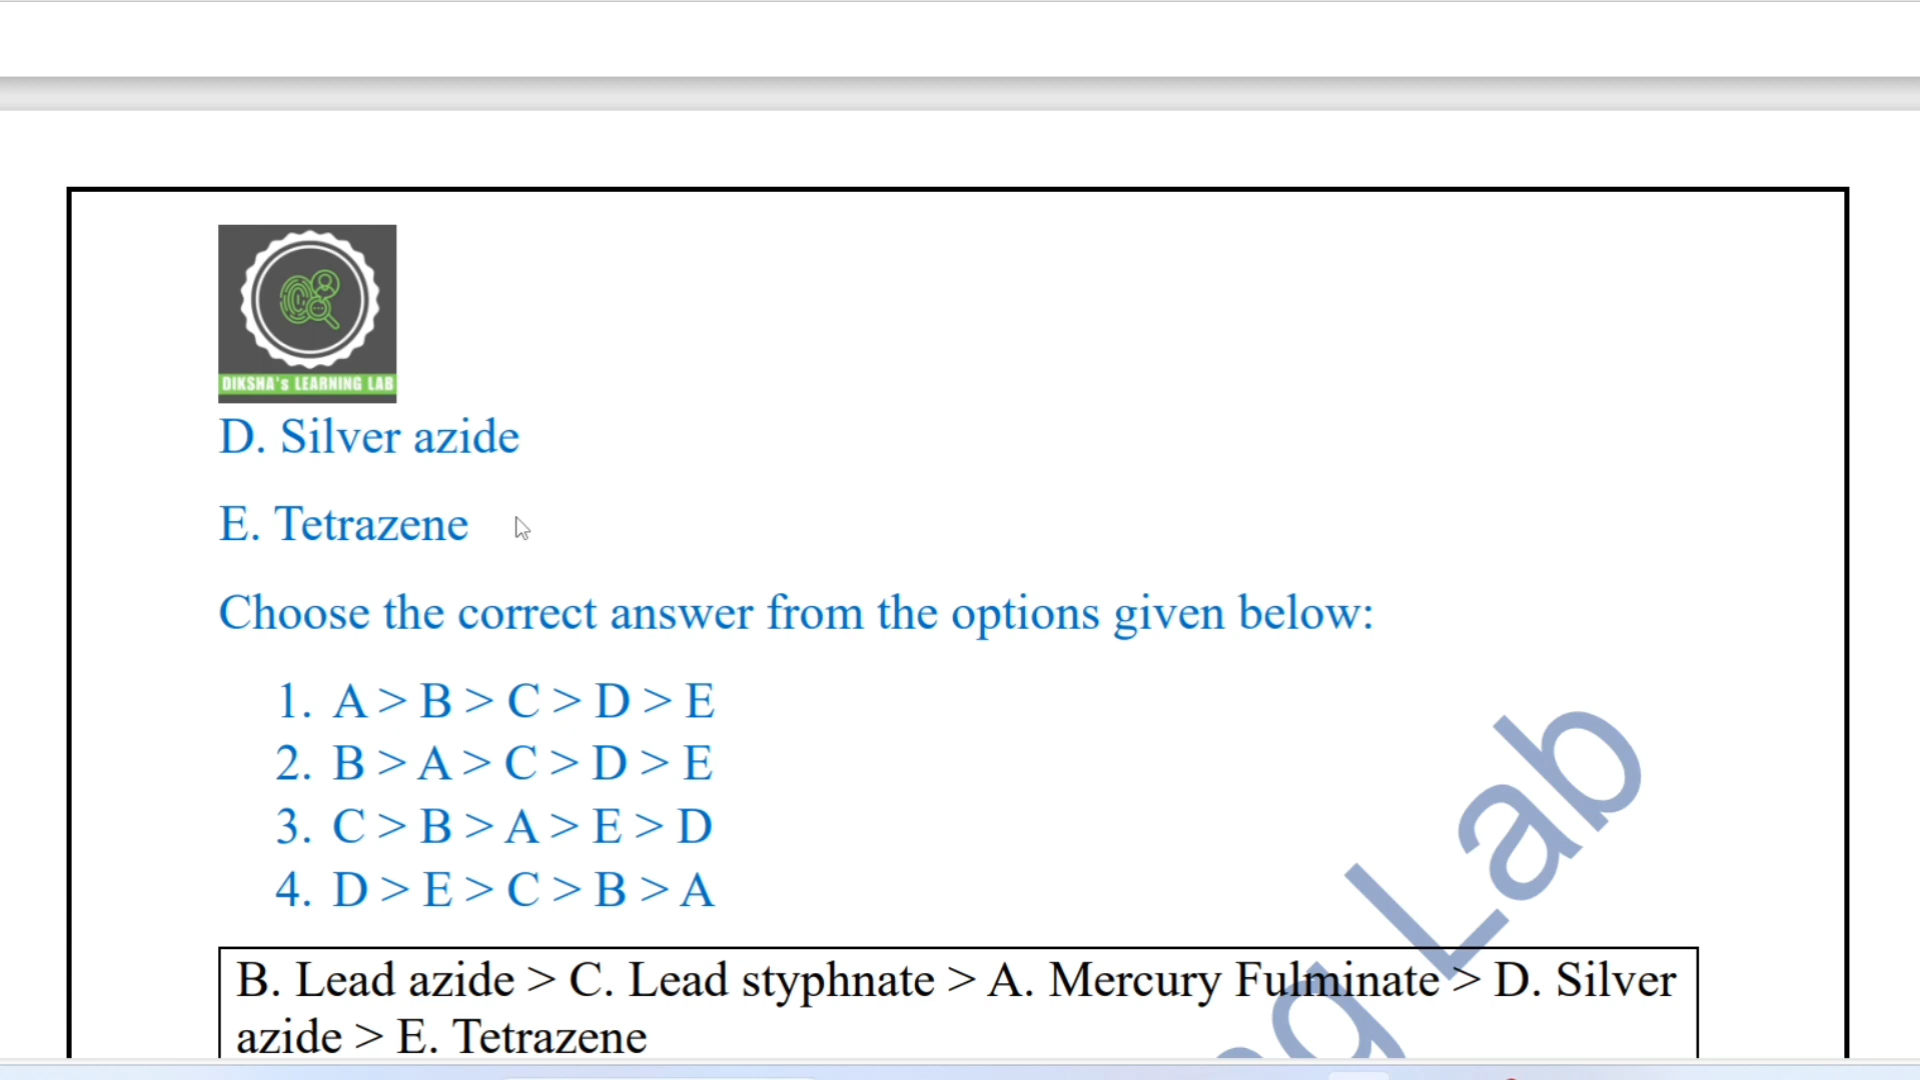 DIKSHA's LEARNING LAB
D. Silver azide
E. Tetrazene
Choose the correct answer from the options given below:
1. A > B > C > D > E
2. B > A > C > D > E
3. C > B > A > E > D
4. D > E > C > B > A
B. Lead azide > C. Lead styphnate > A. Mercury Fulminate > D. Silver
azide > E. Tetrazene
ng Lab